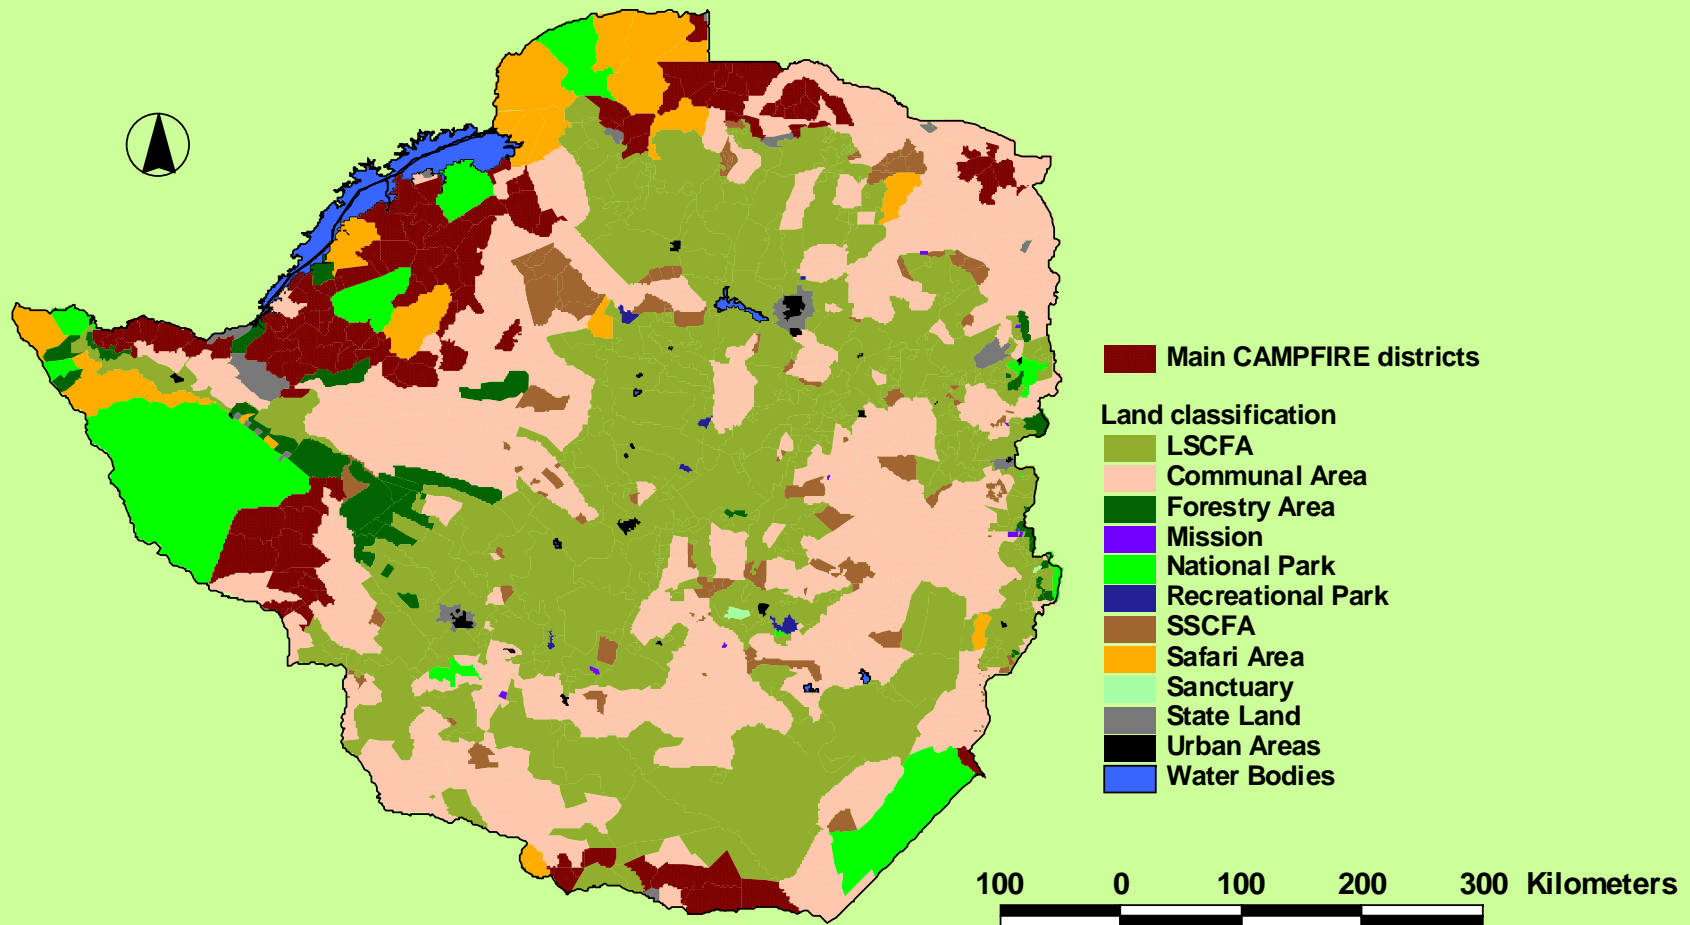 Main CAMPFIRE districts
Land classification
LSCFA
Communal Area
Forestry Area
Mission
National Park
Recreational Park
SSCFA
Safari Area
Sanctuary
State Land
Urban Areas
Water Bodies
100 0 100 200 300 Kilometers